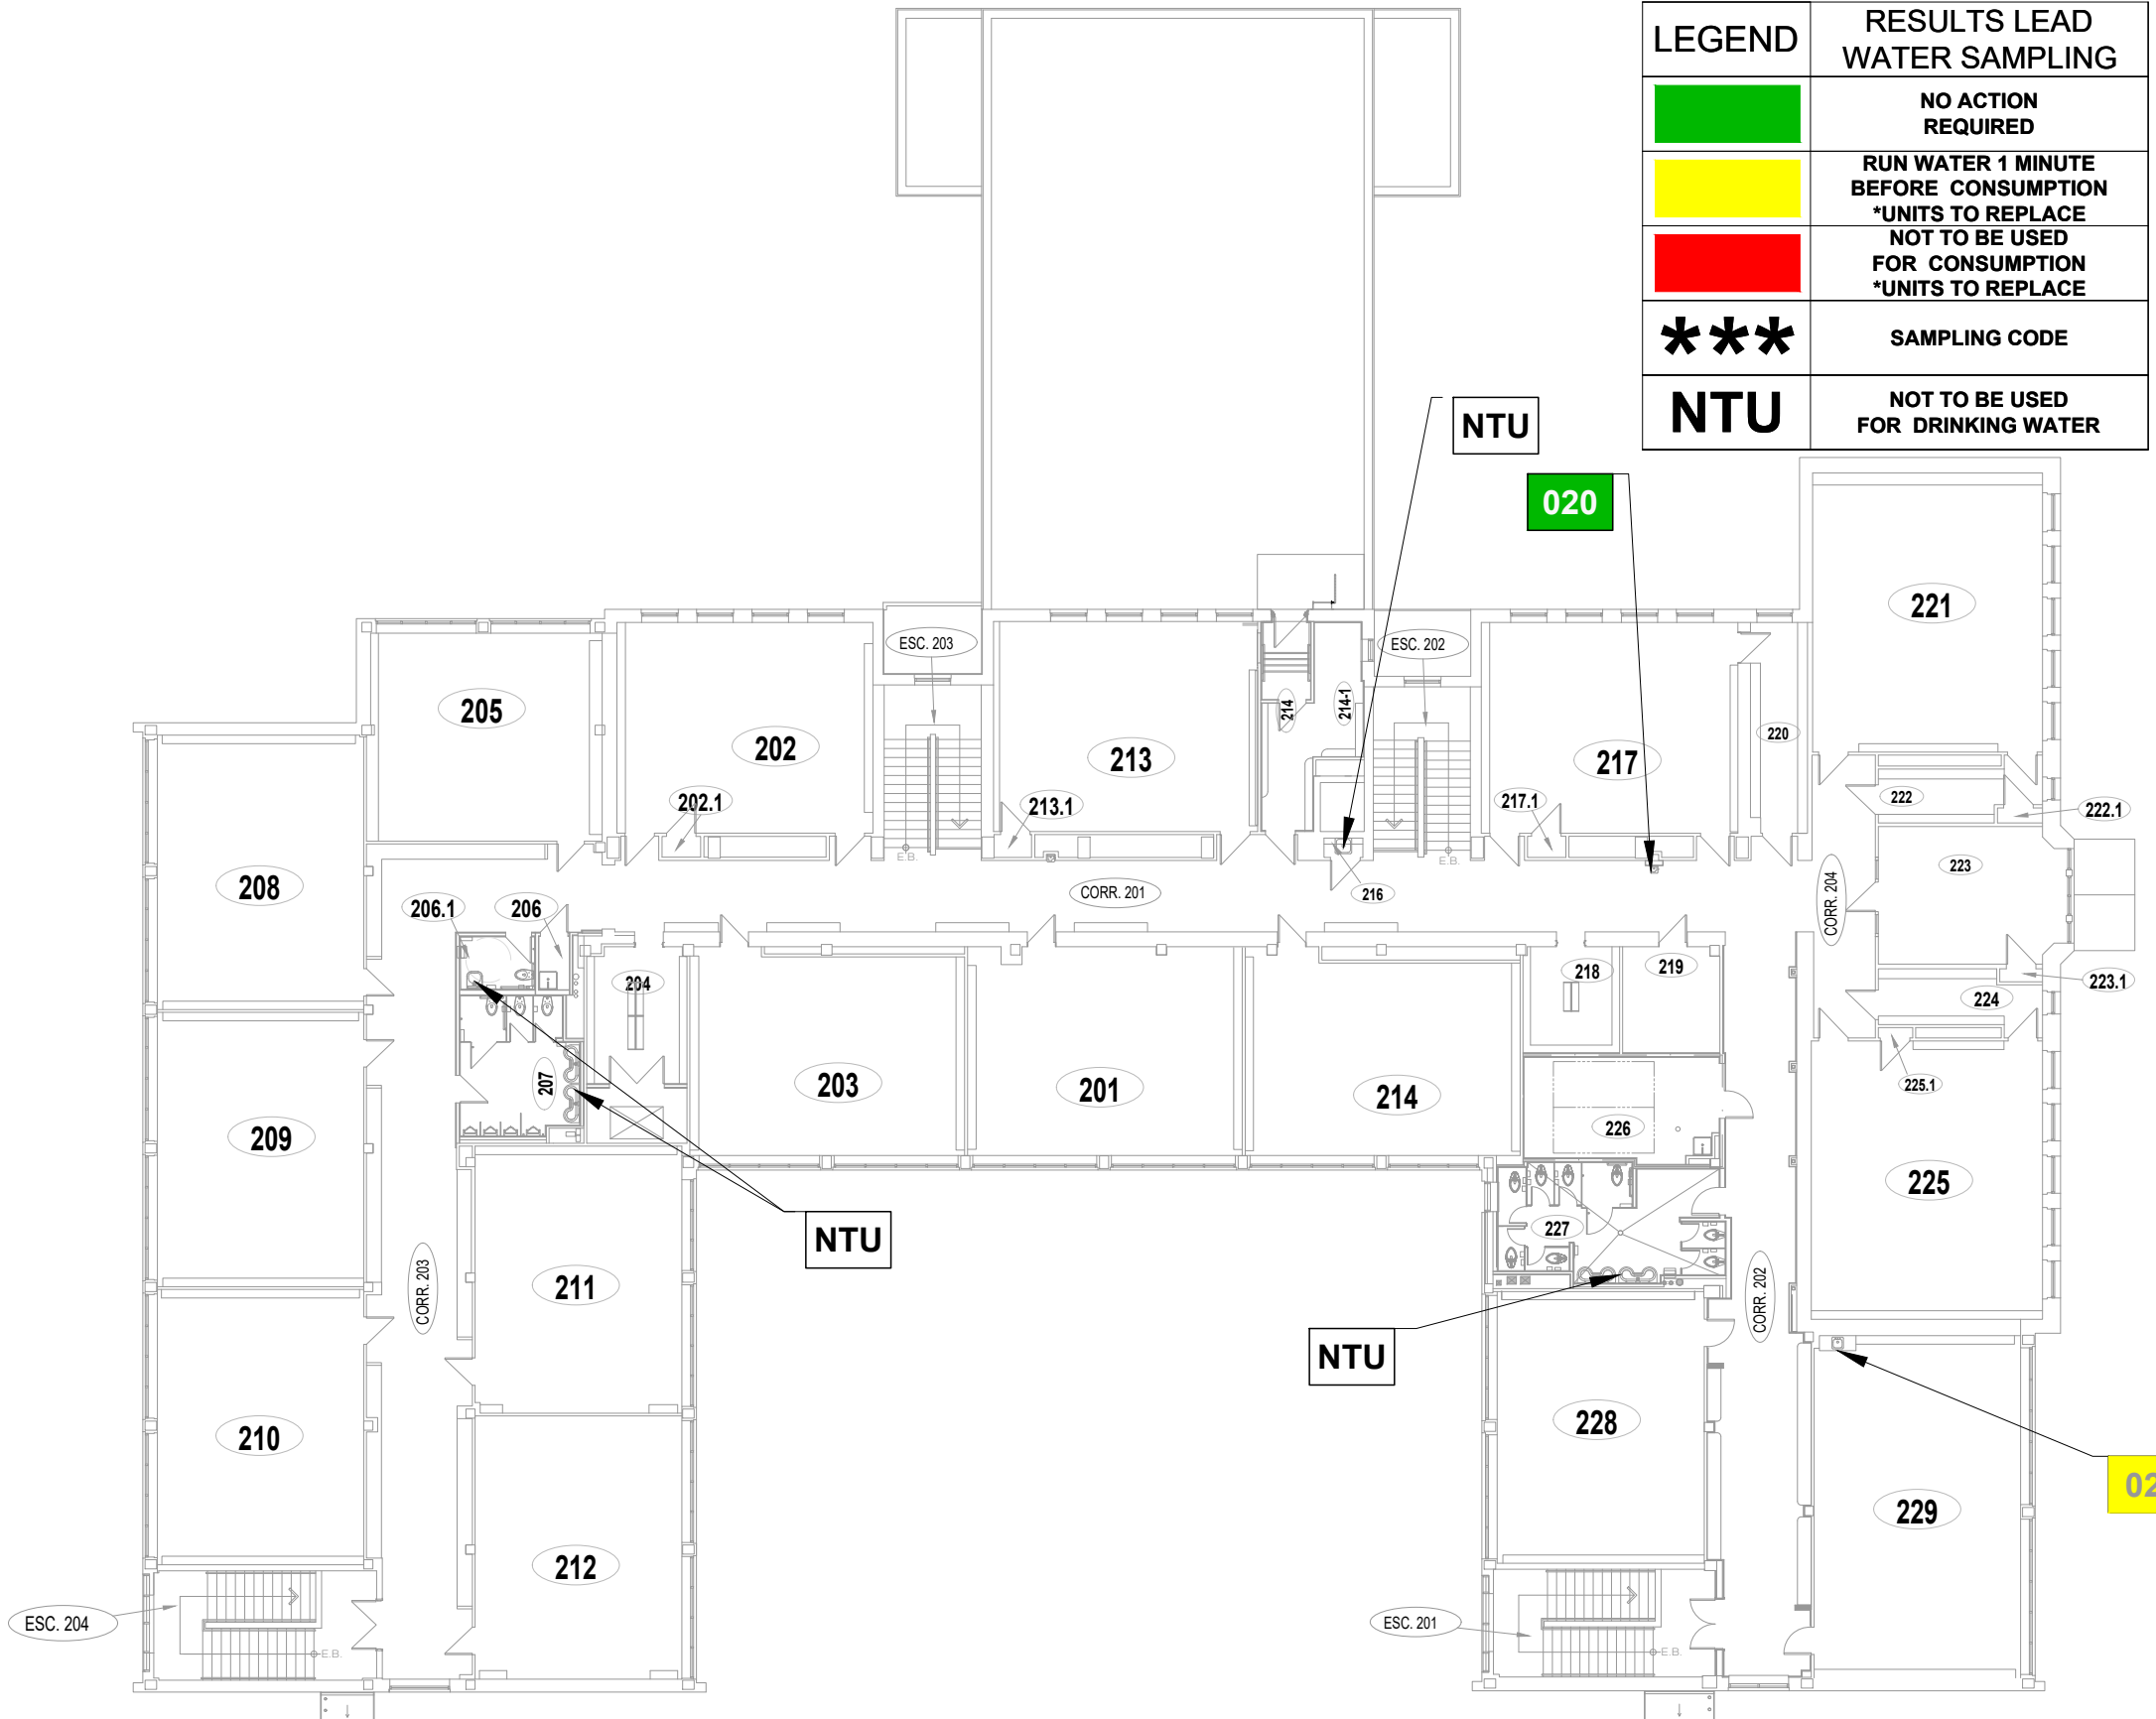 LEGEND
RESULTS LEAD
WATER SAMPLING
NO ACTION
REQUIRED
RUN WATER 1 MINUTE
BEFORE CONSUMPTION
*UNITS TO REPLACE
NOT TO BE USED
FOR CONSUMPTION
*UNITS TO REPLACE
***
SAMPLING CODE
NTU
NOT TO BE USED
FOR DRINKING WATER
NTU
020
221
ESC. 203
ESC. 202
205
202
213
214
214-1
217
220
202.1
213.1
217.1
222
222.1
E.B.
E.B.
208
206.1
206
CORR. 201
216
CORR. 204
223
204
218
219
223.1
224
207
203
201
214
225.1
209
226
225
NTU
227
211
CORR. 203
CORR. 202
NTU
210
228
229
02
212
ESC. 204
E.B.
ESC. 201
E.B.